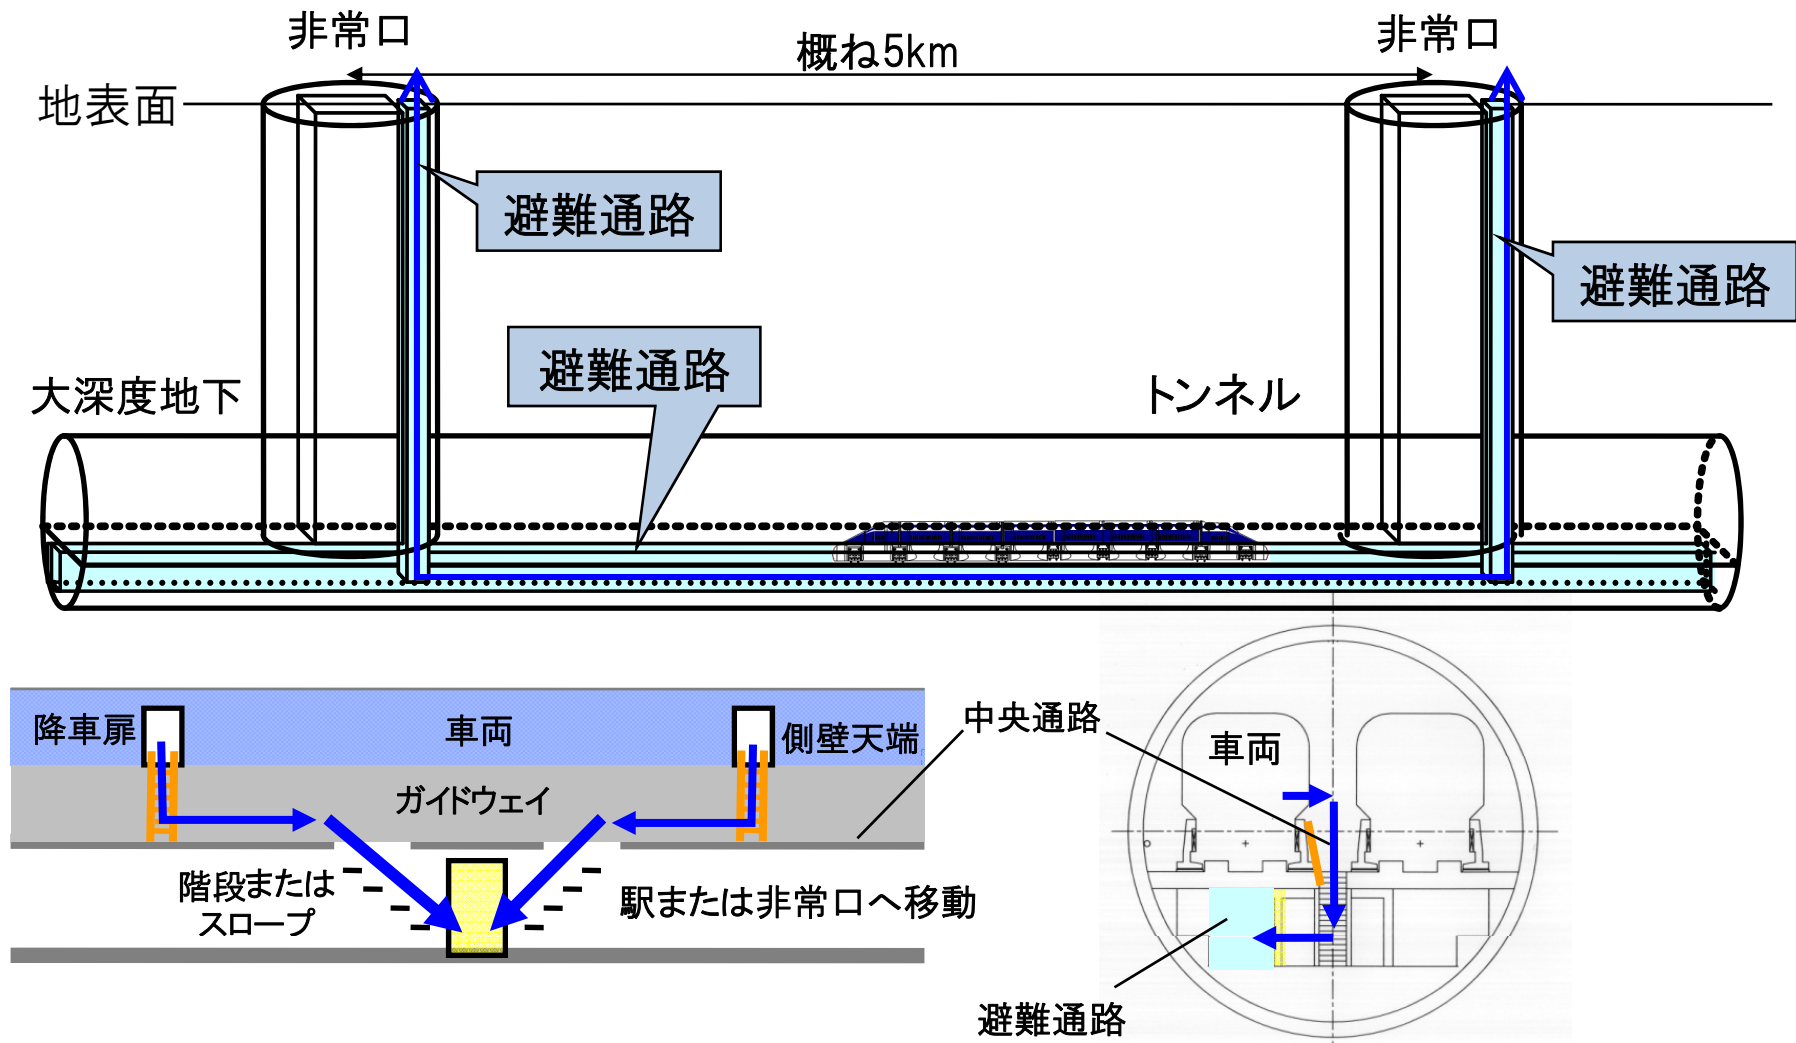 非常口
概ね5km
非常口
地表面
避難通路
避難通路
避難通路
大深度地下
トンネル
降車扉
車両
側壁天端
中央通路
車両
ガイドウェイ
階段または
スロープ
駅または非常口へ移動
避難通路